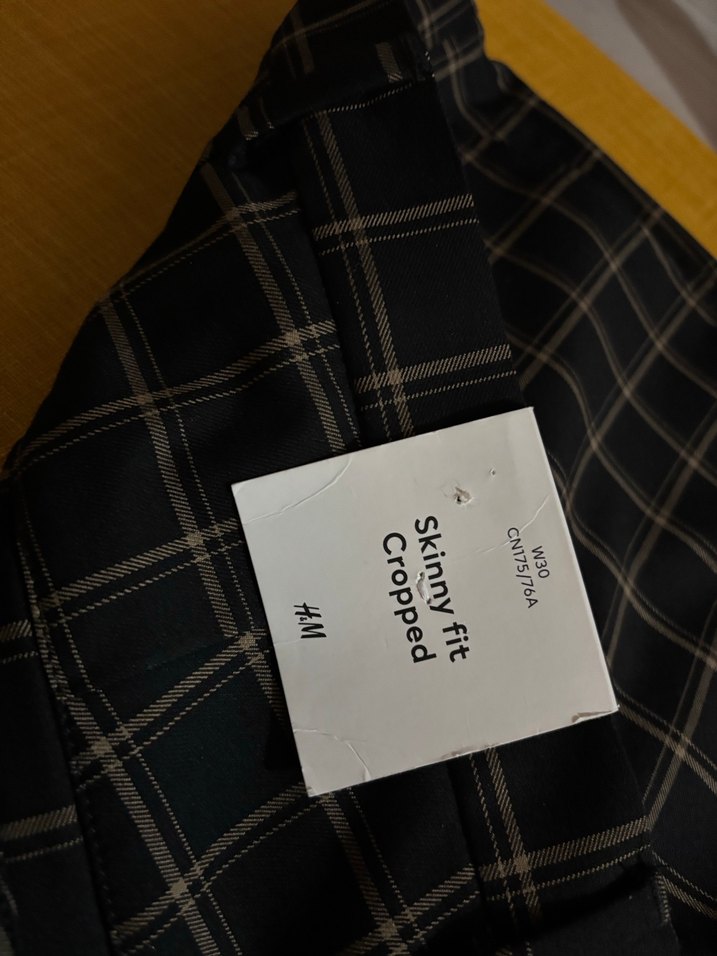 W30
CN175/76A
Skinny fit
Cropped
H&M